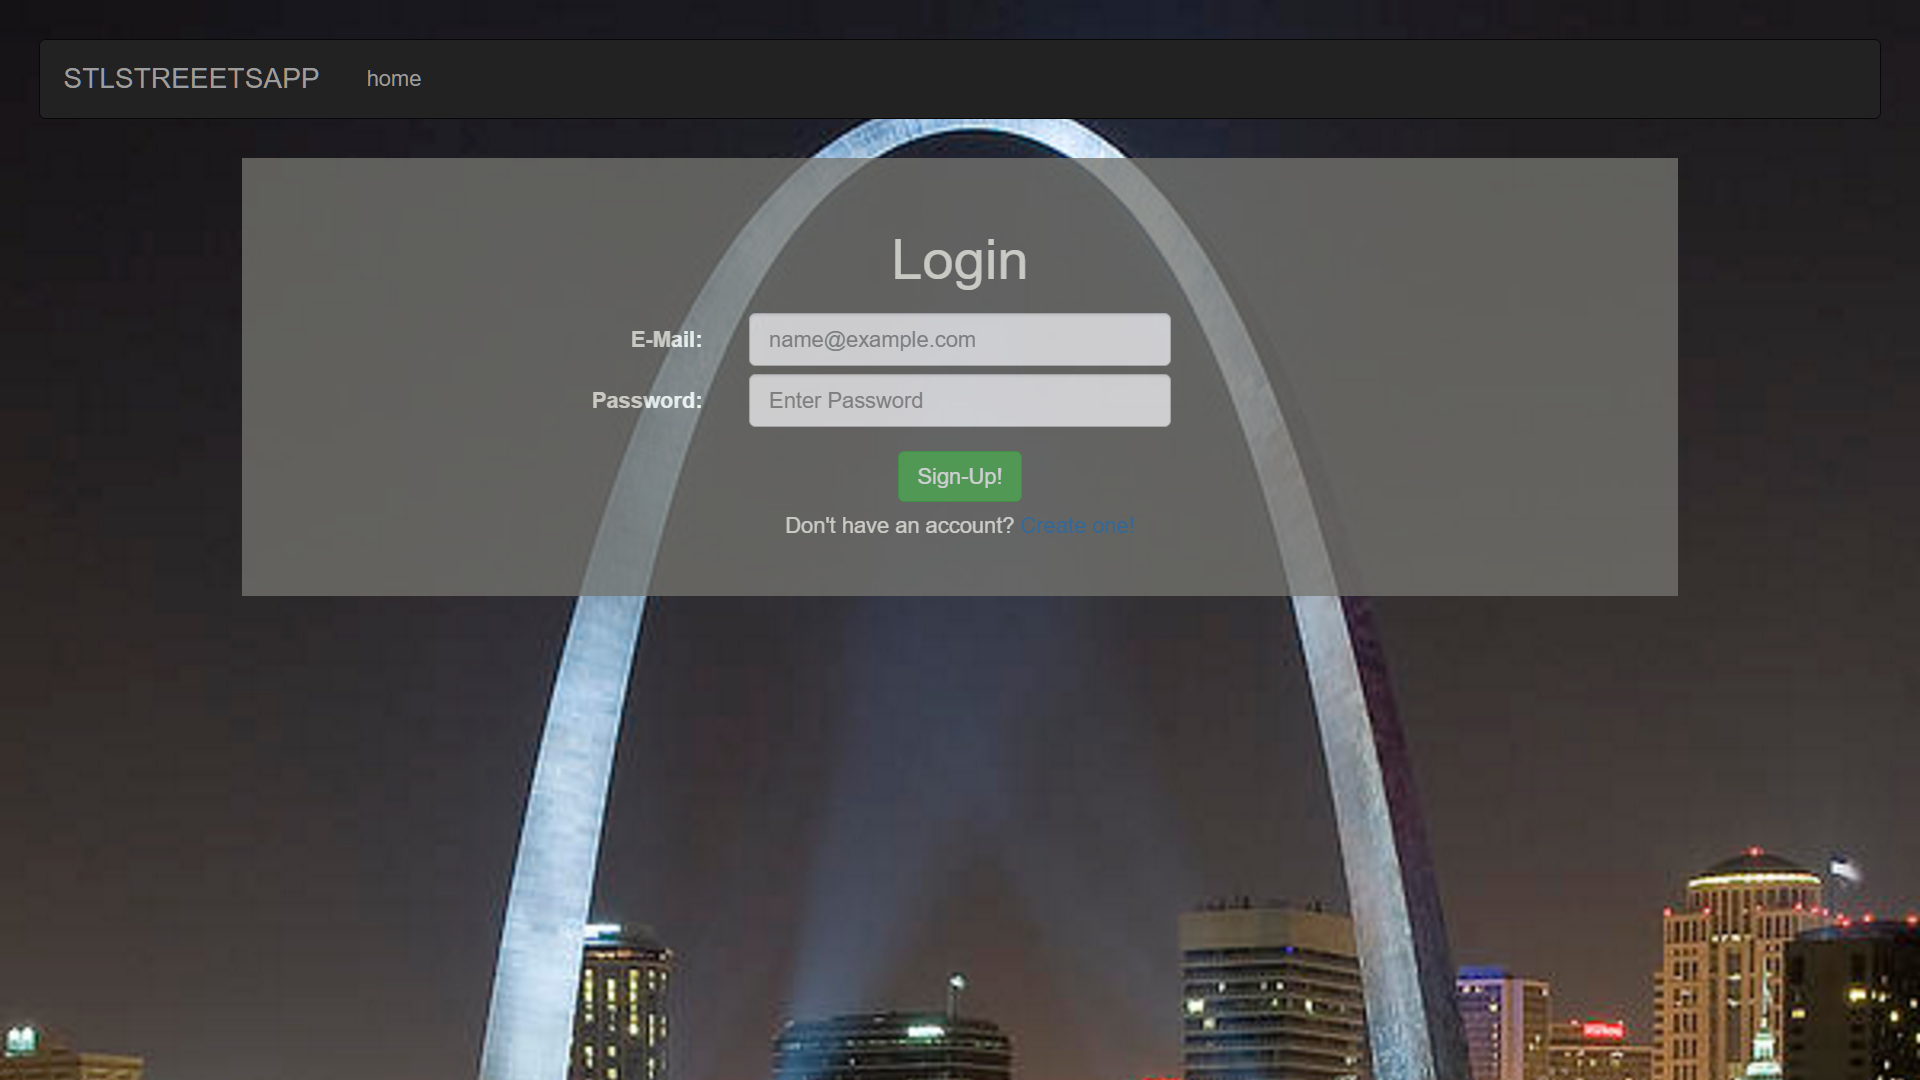 STLSTREEETSAPP home
Login
E-Mail: name@example.com
Password: Enter Password
Sign-Up!
Don't have an account? Create one!